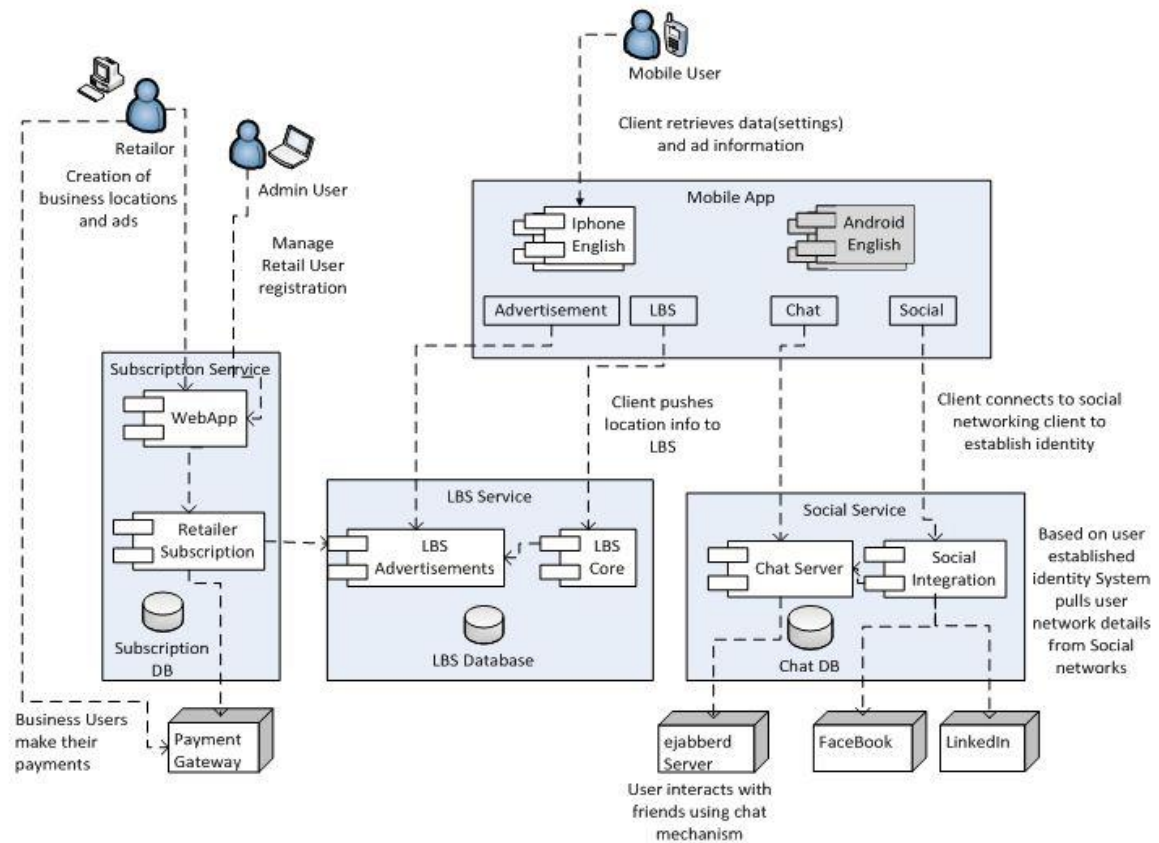 Mobile User
Retailor
Creation of
business locations
and ads
Admin User
Manage
Retail User
registration
Client retrieves data(settings)
and ad information
Mobile App
Iphone
English
Android
English
Advertisement
LBS
Chat
Social
Subscription Service
WebApp
Retailer
Subscription
Subscription
DB
Client pushes
location info to
LBS
Client connects to social
networking client to
establish identity
LBS Service
LBS
Advertisements
LBS
Core
LBS Database
Social Service
Chat Server
Social
Integration
Chat DB
Based on user
established
identity System
pulls user
network details
from Social
networks
Business Users
make their
payments
Payment
Gateway
ejabberd
Server
FaceBook
LinkedIn
User interacts with
friends using chat
mechanism